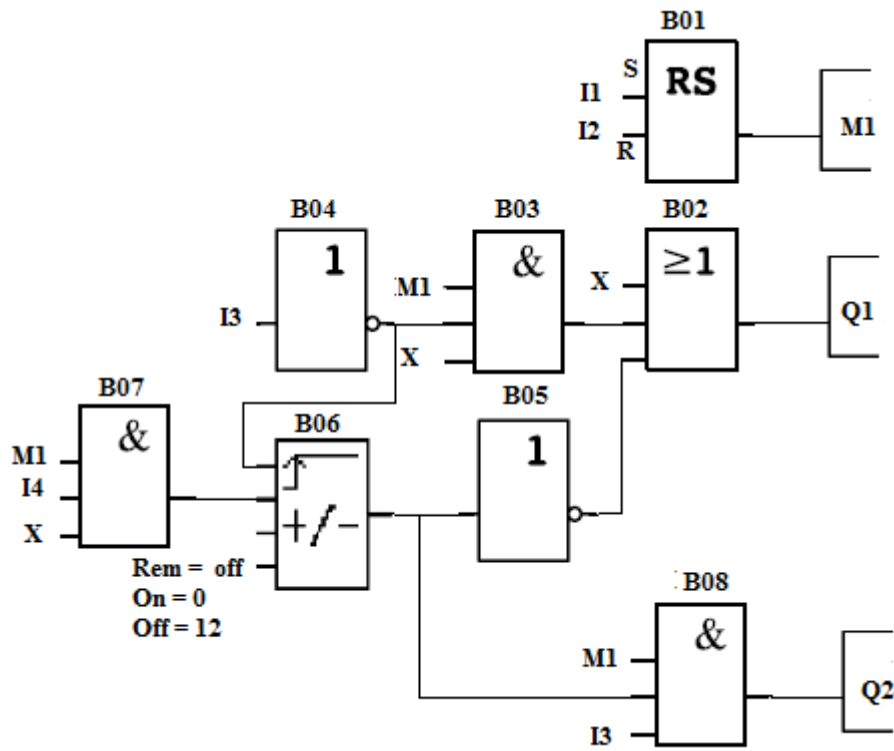 B01
S
RS
I1
I2
R
M1
B04
B03
B02
1
&
≥1
M1
X
I3
Q1
X
B07
B05
&
B06
1
M1
I4
+/-
X
Rem = off
On = 0
Off = 12
B08
&
M1
Q2
I3